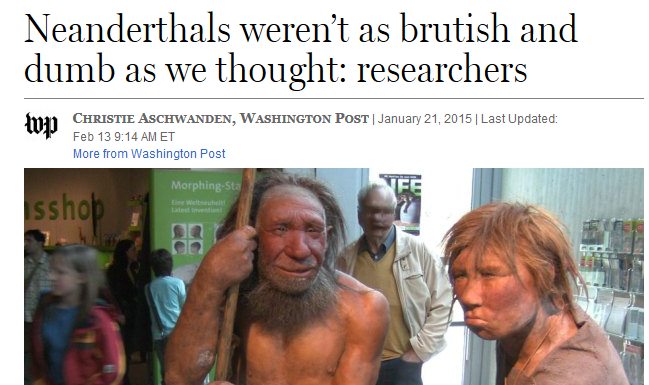 Neanderthals weren’t as brutish and
dumb as we thought: researchers
wp
CHRISTIE ASCHWANDEN, WASHINGTON POST | January 21, 2015 | Last Updated:
Feb 13 9:14 AM ET
More from Washington Post
Morphing-Sta
Eine Weltneuheit!
Latest Invention!
sshop